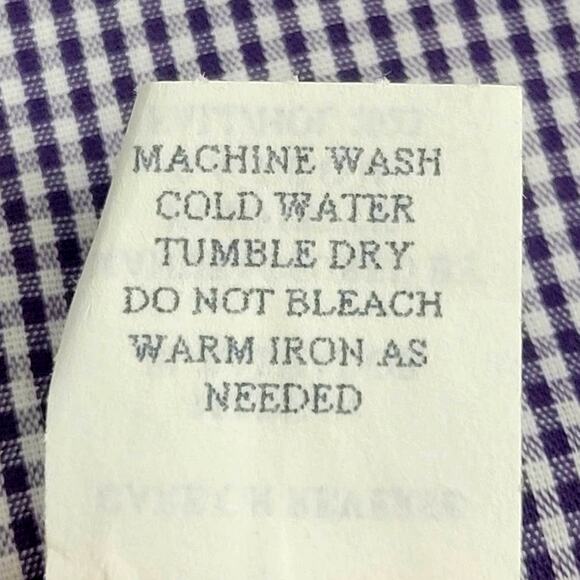 MACHINE WASH
COLD WATER
TUMBLE DRY
DO NOT BLEACH
WARM IRON AS
NEEDED